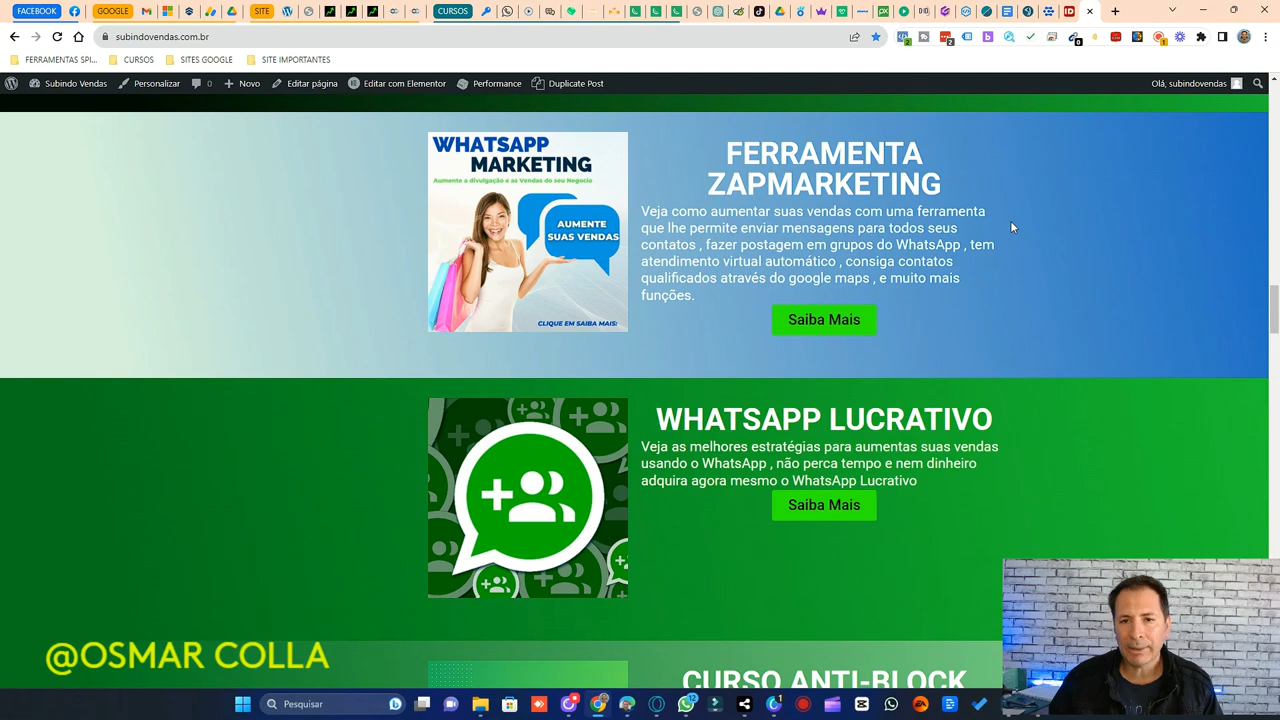 FACEBOOK
GOOGLE
SITE
CURSOS
subindovendas.com.br
FERRAMENTAS SPI...
CURSOS
SITES GOOGLE
SITE IMPORTANTES
Subindo Vendas
Personalizar
0
Novo
Editar página
Editar com Elementor
Performance
Duplicate Post
Olá, subindovendas
WHATSAPP
MARKETING
Aumente a divulgação e as Vendas do seu Negocio
AUMENTE
SUAS VENDAS
CLIQUE EM SAIBA MAIS:
FERRAMENTA
ZAPMARKETING
Veja como aumentar suas vendas com uma ferramenta
que lhe permite enviar mensagens para todos seus
contatos , fazer postagem em grupos do WhatsApp , tem
atendimento virtual automático , consiga contatos
qualificados através do google maps , e muito mais
funções.
Saiba Mais
WHATSAPP LUCRATIVO
Veja as melhores estratégias para aumentas suas vendas
usando o WhatsApp , não perca tempo e nem dinheiro
adquira agora mesmo o WhatsApp Lucrativo
Saiba Mais
@OSMAR COLLA
CURSO ANTI-BLOCK
Pesquisar